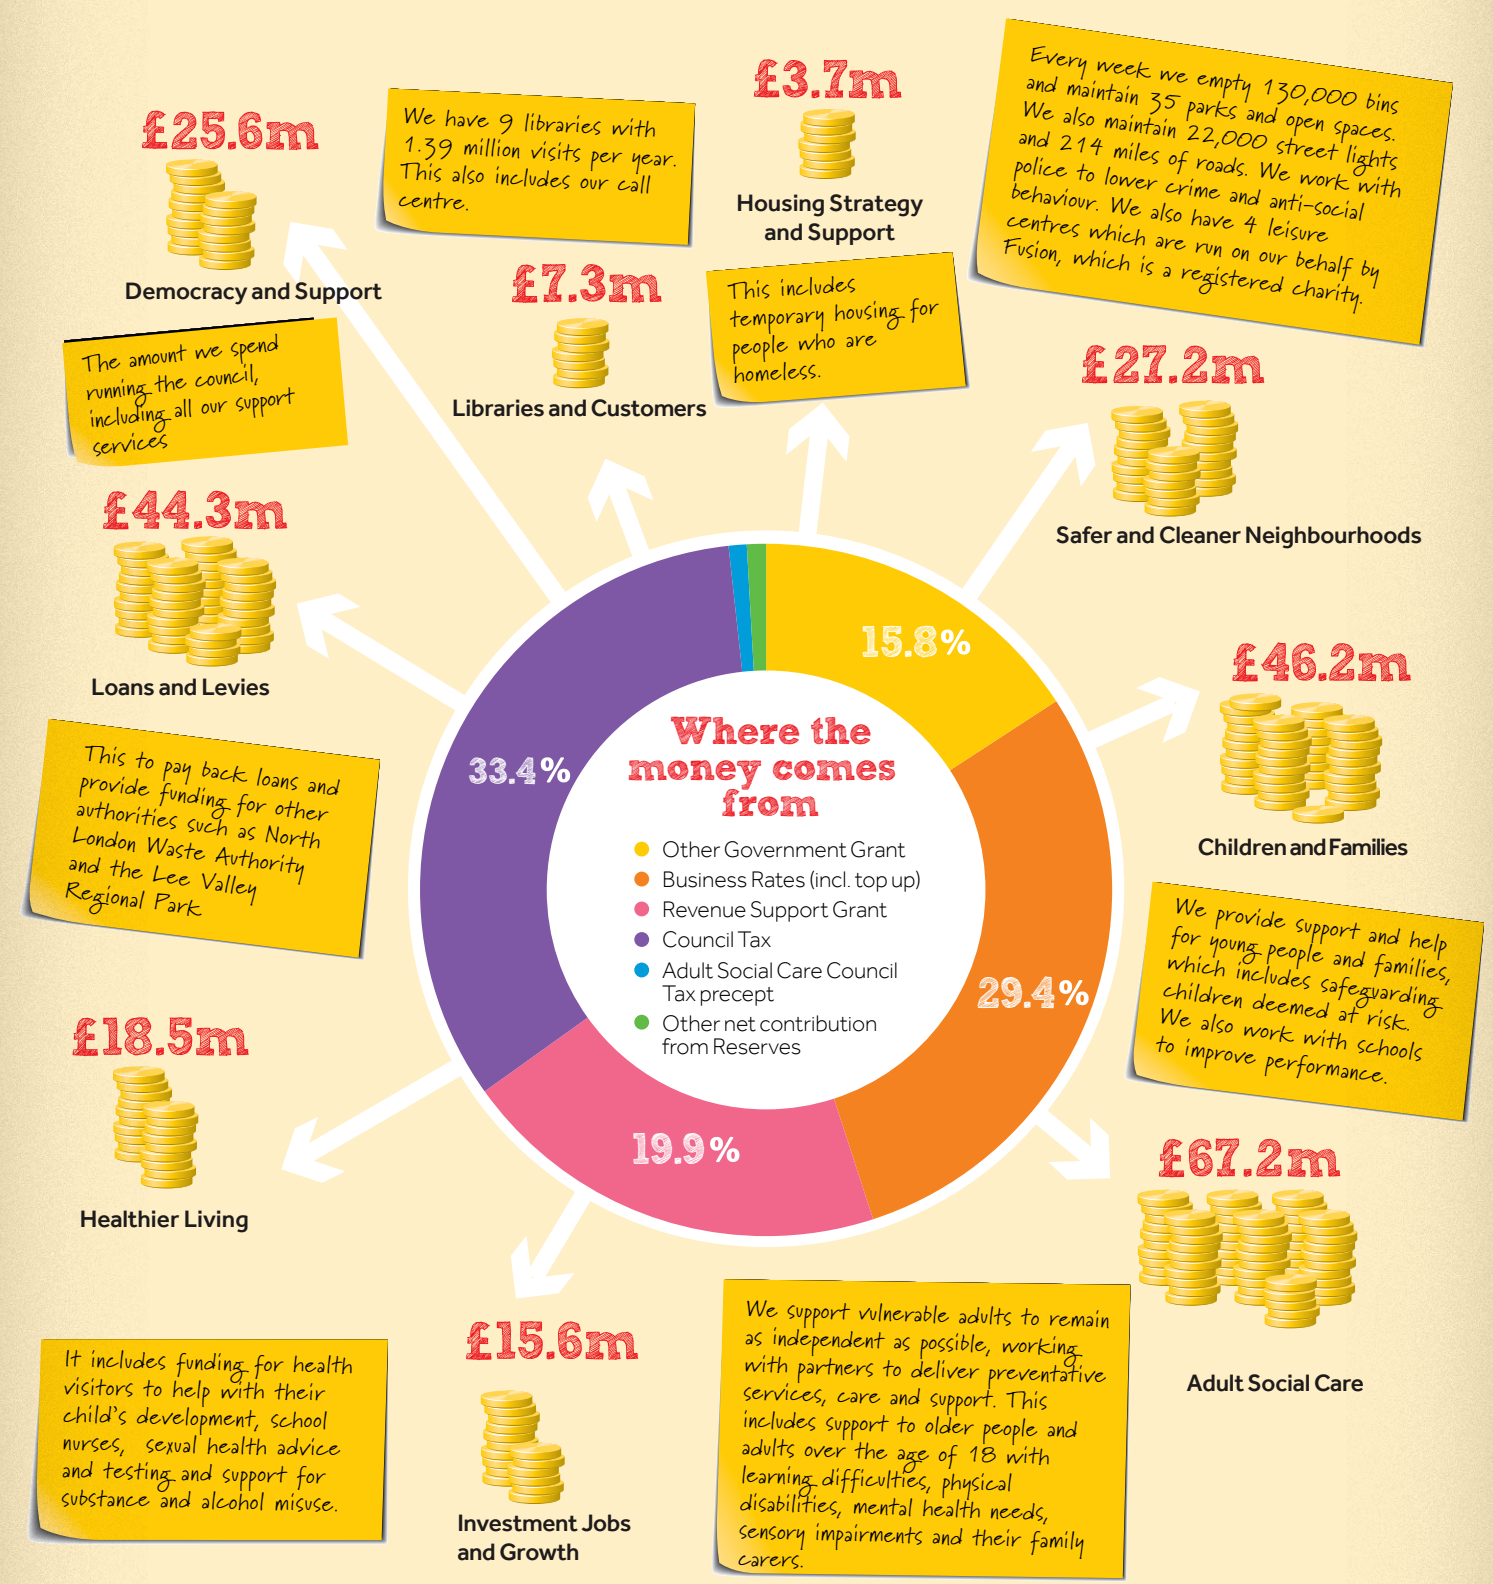 £25.6m
Democracy and Support
The amount we spend
running the council,
including all our support
services
We have 9 libraries with
1.39 million visits per year.
This also includes our call
centre.
£7.3m
Libraries and Customers
£3.7m
Housing Strategy
and Support
This includes
temporary housing for
people who are
homeless.
Every week we empty 130,000 bins
and maintain 35 parks and open spaces.
We also maintain 22,000 street lights
and 214 miles of roads. We work with
police to lower crime and anti-social
behaviour. We also have 4 leisure
centres which are run on our behalf by
Fusion, which is a registered charity.
£27.2m
Safer and Cleaner Neighbourhoods
£44.3m
Loans and Levies
This to pay back loans and
provide funding for other
authorities such as North
London Waste Authority
and the Lee Valley
Regional Park
15.8%
33.4%
29.4%
19.9%
Where the
money comes
from
Other Government Grant
Business Rates (incl. top up)
Revenue Support Grant
Council Tax
Adult Social Care Council
Tax precept
Other net contribution
from Reserves
£46.2m
Children and Families
We provide support and help
for young people and families,
which includes safeguarding
children deemed at risk.
We also work with schools
to improve performance.
£18.5m
Healthier Living
It includes funding for health
visitors to help with their
child's development, school
nurses, sexual health advice
and testing and support for
substance and alcohol misuse.
£15.6m
Investment Jobs
and Growth
£67.2m
Adult Social Care
We support vulnerable adults to remain
as independent as possible, working
with partners to deliver preventative
services, care and support. This
includes support to older people and
adults over the age of 18 with
learning difficulties, physical
disabilities, mental health needs,
sensory impairments and their family
carers.